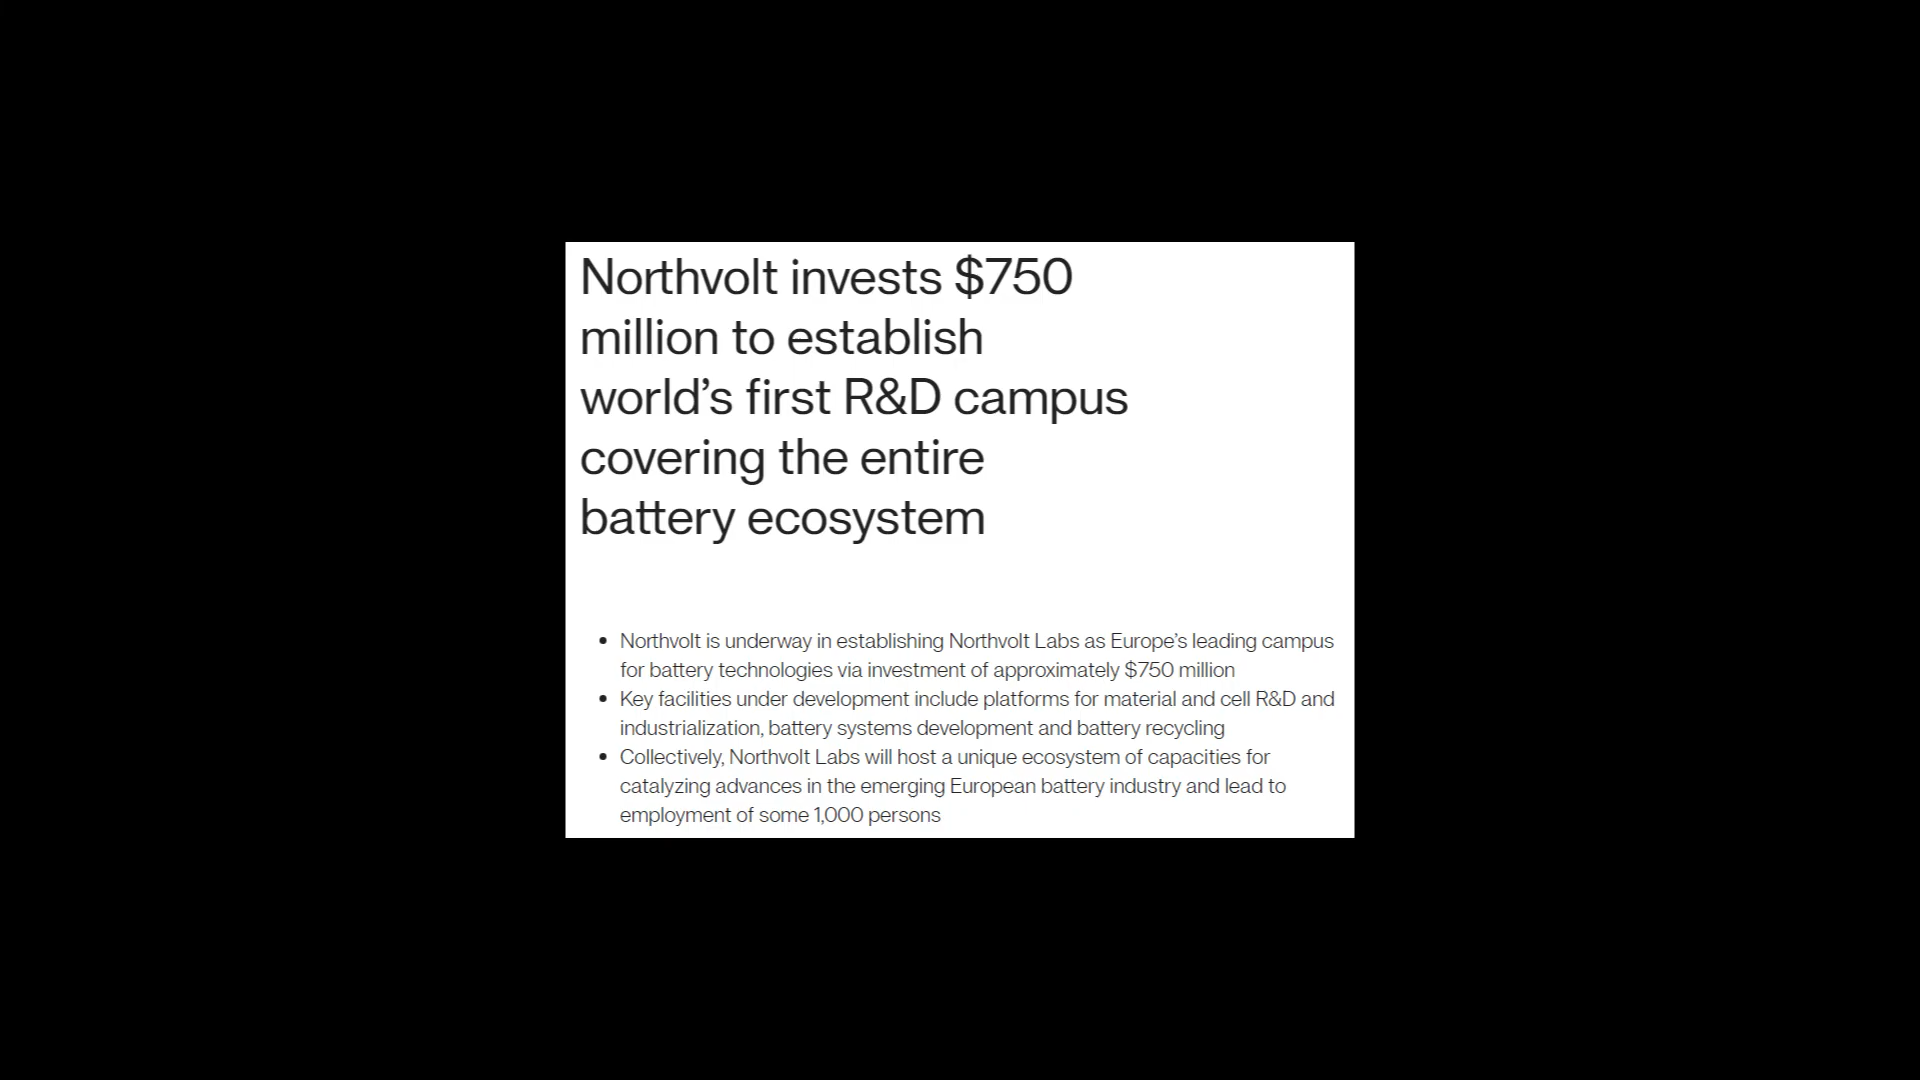 Northvolt invests $750
million to establish
world’s first R&D campus
covering the entire
battery ecosystem
• Northvolt is underway in establishing Northvolt Labs as Europe’s leading campus
for battery technologies via investment of approximately $750 million
• Key facilities under development include platforms for material and cell R&D and
industrialization, battery systems development and battery recycling
• Collectively, Northvolt Labs will host a unique ecosystem of capacities for
catalyzing advances in the emerging European battery industry and lead to
employment of some 1,000 persons